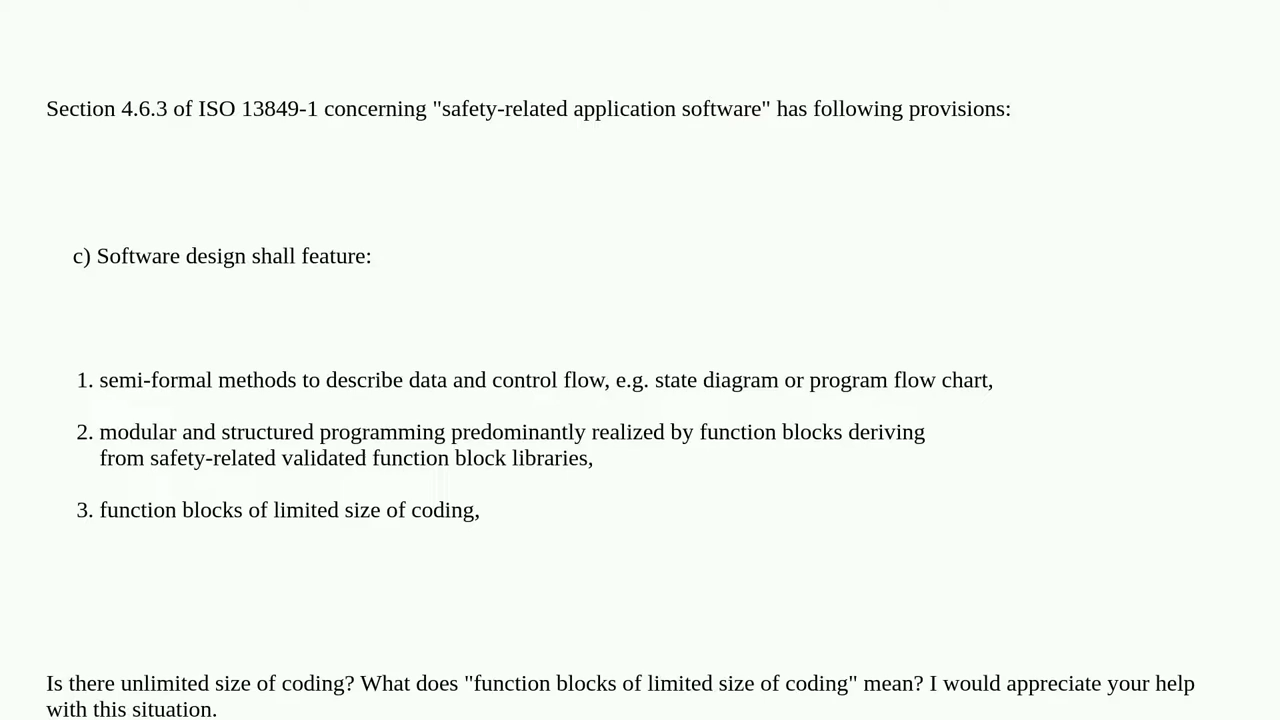 Section 4.6.3 of ISO 13849-1 concerning "safety-related application software" has following provisions:
c) Software design shall feature:
1. semi-formal methods to describe data and control flow, e.g. state diagram or program flow chart,
2. modular and structured programming predominantly realized by function blocks deriving
from safety-related validated function block libraries,
3. function blocks of limited size of coding,
Is there unlimited size of coding? What does "function blocks of limited size of coding" mean? I would appreciate your help
with this situation.